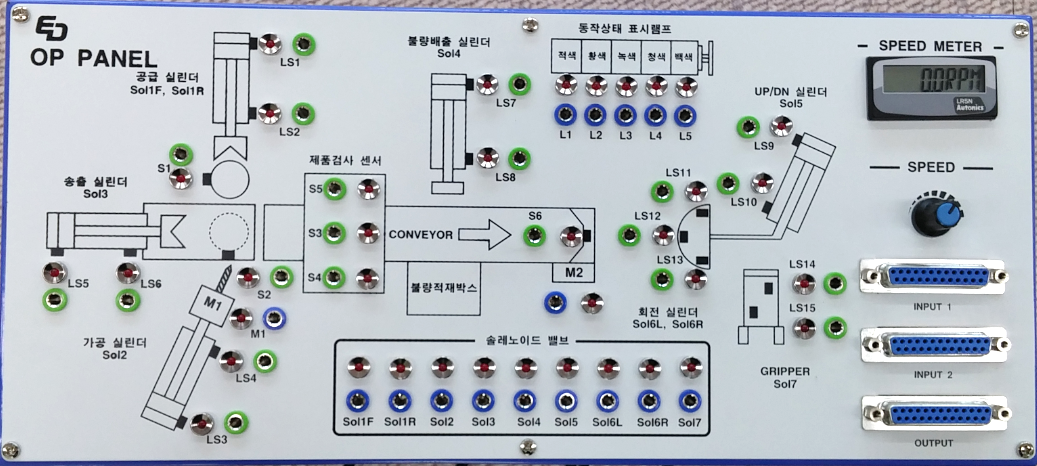 ED
OP PANEL
공급 실린더
Sol1F, Sol1R
LS1
LS2
S1
송출 실린더
Sol3
LS5
LS6
S2
M1
M1
가공 실린더
Sol2
LS4
LS3
불량배출 실린더
Sol4
LS7
LS8
제품검사 센서
S5
S3
S4
CONVEYOR
S6
M2
불량적재박스
동작상태 표시램프
적색 황색 녹색 청색 백색
L1 L2 L3 L4 L5
UP/DN 실린더
Sol5
LS9
LS10
LS11
LS12
LS13
회전 실린더
Sol6L, Sol6R
LS14
LS15
GRIPPER
Sol7
솔레노이드 밸브
Sol1F Sol1R Sol2 Sol3 Sol4 Sol5 Sol6L Sol6R Sol7
SPEED METER
0.0RPM
LR5N
Autonics
SPEED
INPUT 1
INPUT 2
OUTPUT